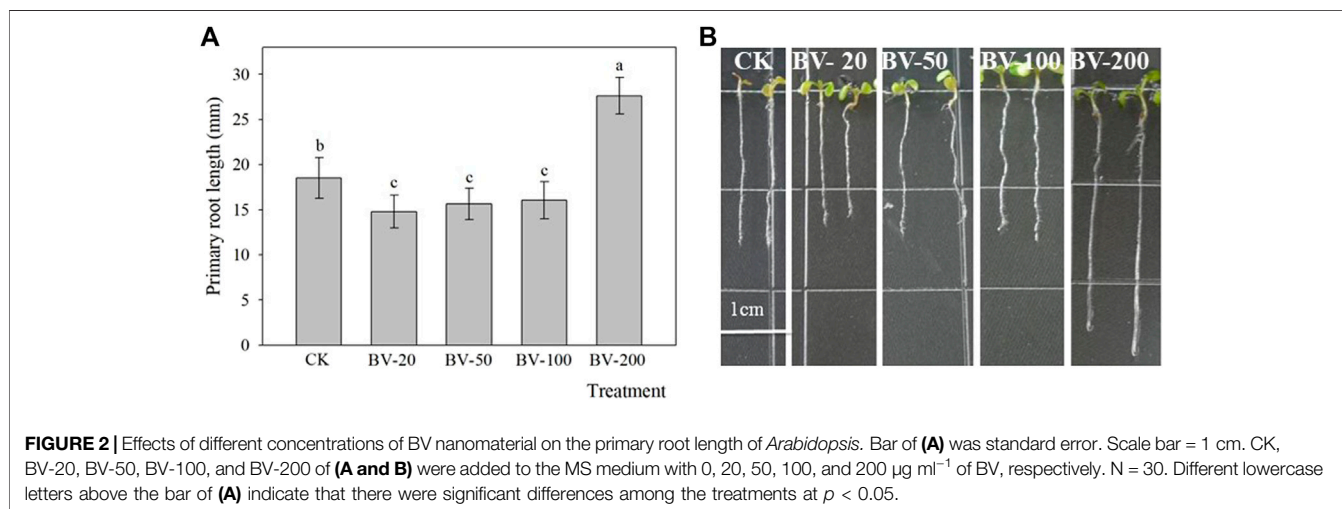 A
Primary root length (mm)
30
25
20
15
10
5
0
b
c
c
c
a
CK BV-20 BV-50 BV-100 BV-200
Treatment
B
CK BV- 20 BV-50 BV-100 BV-200
1cm
FIGURE 2 | Effects of different concentrations of BV nanomaterial on the primary root length of Arabidopsis. Bar of (A) was standard error. Scale bar = 1 cm. CK,
BV-20, BV-50, BV-100, and BV-200 of (A and B) were added to the MS medium with 0, 20, 50, 100, and 200 μg ml⁻¹ of BV, respectively. N = 30. Different lowercase
letters above the bar of (A) indicate that there were significant differences among the treatments at p < 0.05.